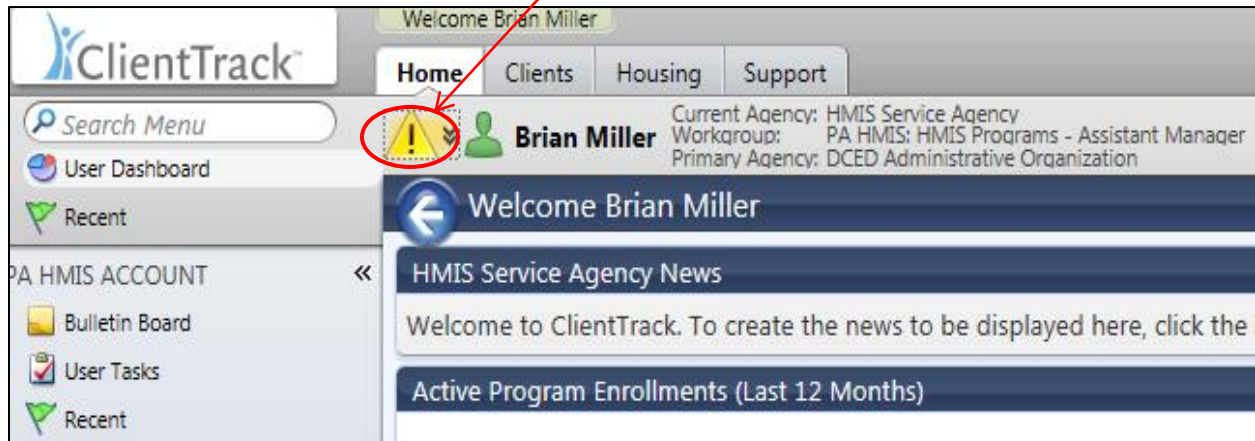 Welcome Brian Miller
ClientTrack™
Home Clients Housing Support
Search Menu
Current Agency: HMIS Service Agency
Brian Miller Workgroup: PA HMIS: HMIS Programs - Assistant Manager
Primary Agency: DCED Administrative Organization
User Dashboard
Recent
Welcome Brian Miller
PA HMIS ACCOUNT «
HMIS Service Agency News
Bulletin Board
Welcome to ClientTrack. To create the news to be displayed here, click the
User Tasks
Active Program Enrollments (Last 12 Months)
Recent